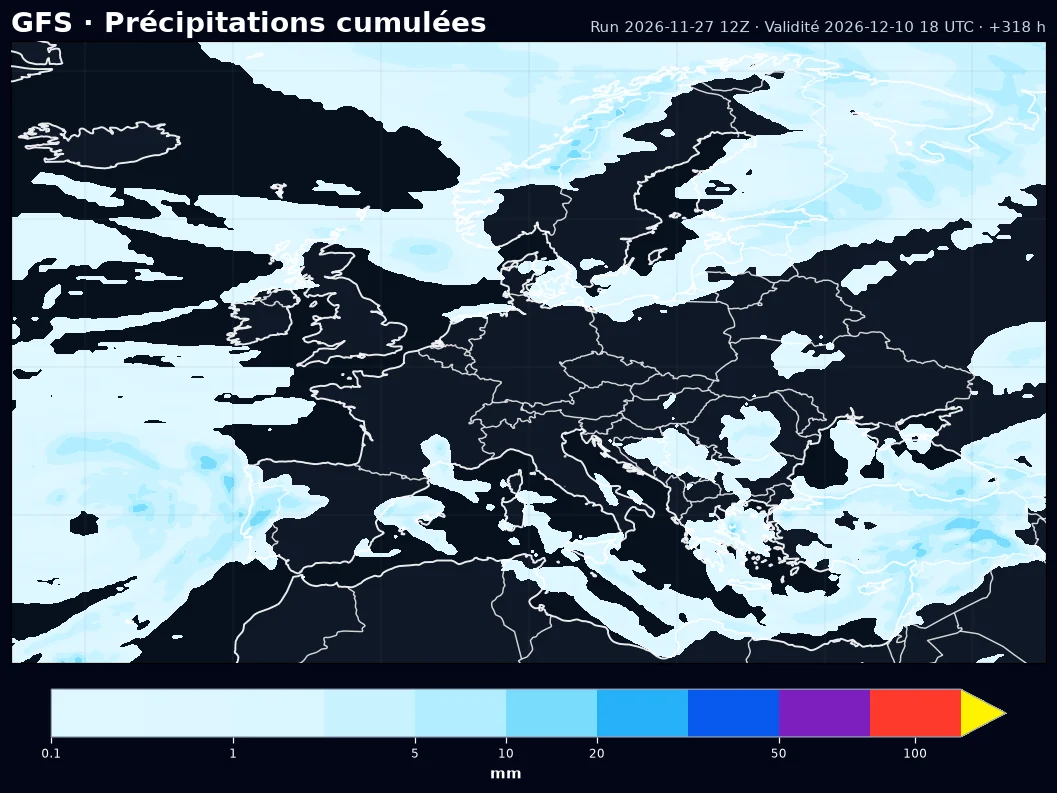 GFS · Précipitations cumulées
Run 2026-11-27 12Z · Validité 2026-12-10 18 UTC · +318 h
0.1 1 5 10 20 50 100
mm